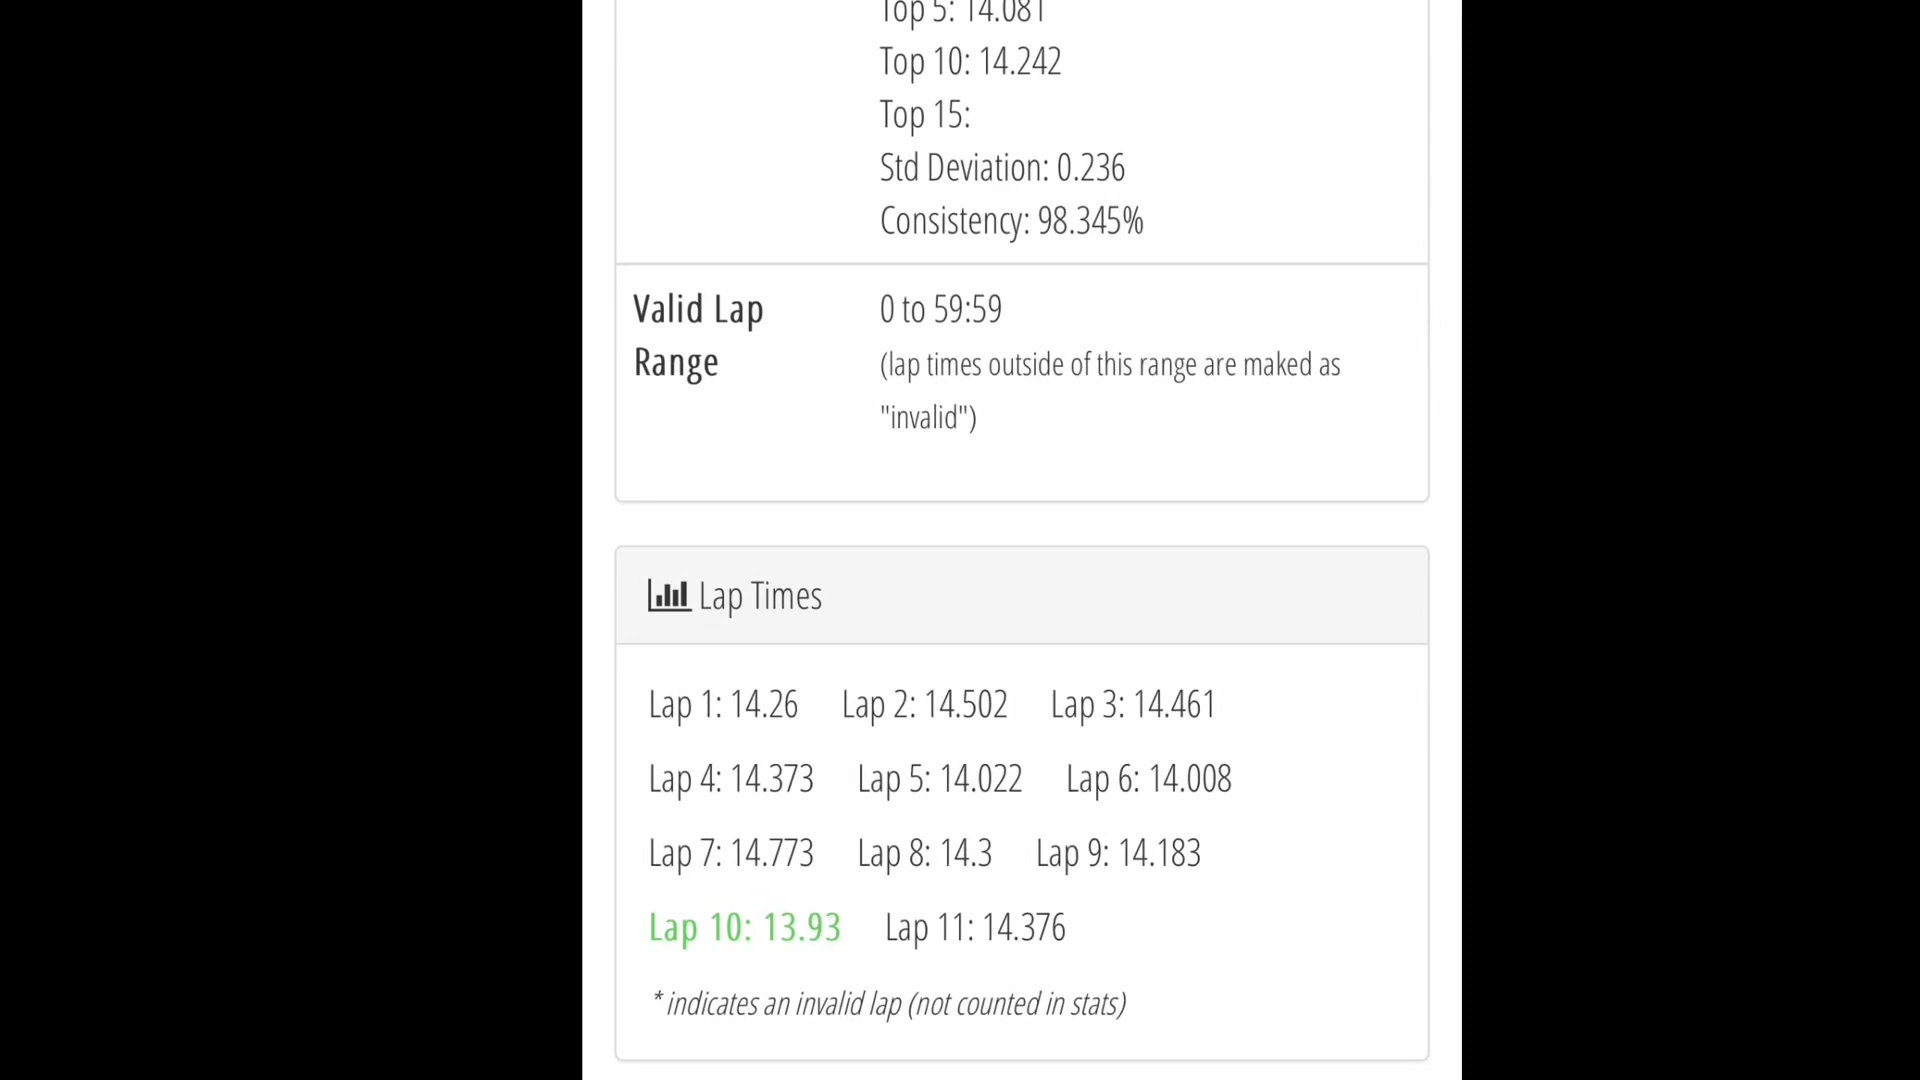 Top 5: 14.081
Top 10: 14.242
Top 15:
Std Deviation: 0.236
Consistency: 98.345%
Valid Lap
Range
0 to 59:59
(lap times outside of this range are maked as
"invalid")
Lap Times
Lap 1: 14.26 Lap 2: 14.502 Lap 3: 14.461
Lap 4: 14.373 Lap 5: 14.022 Lap 6: 14.008
Lap 7: 14.773 Lap 8: 14.3 Lap 9: 14.183
Lap 10: 13.93 Lap 11: 14.376
* indicates an invalid lap (not counted in stats)